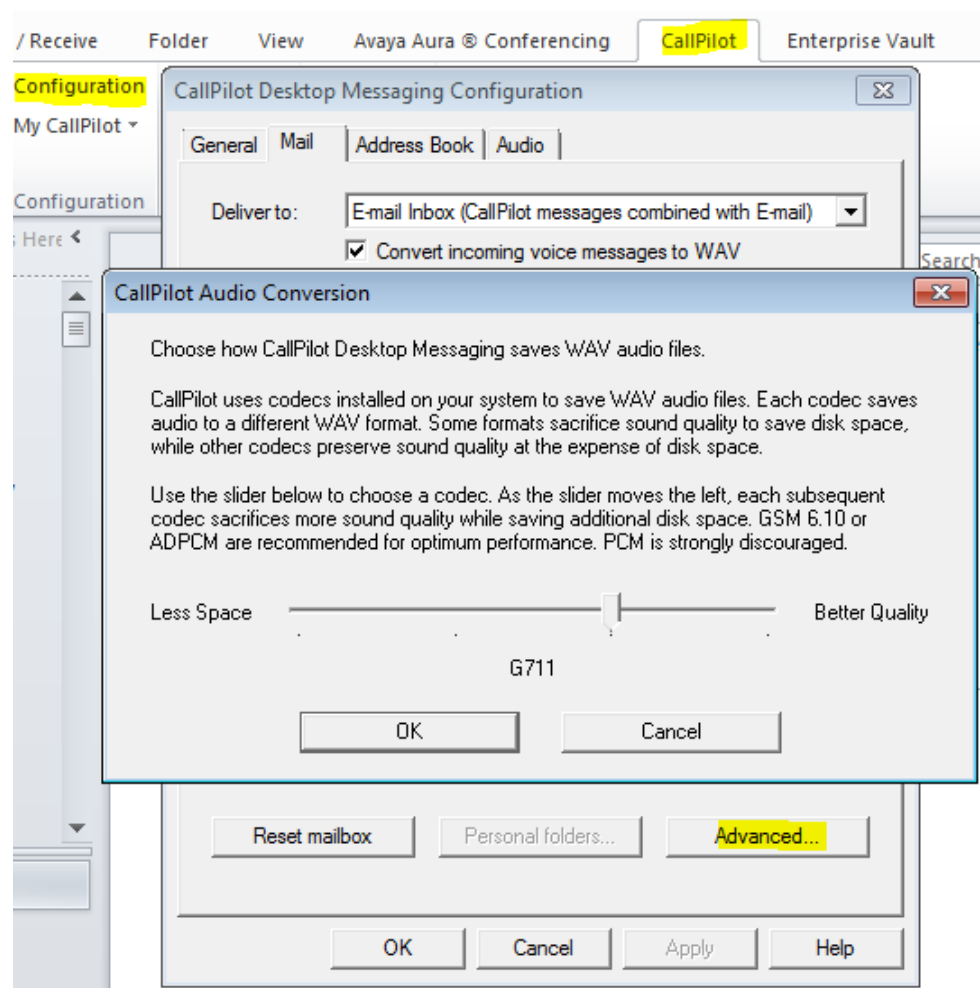 / Receive Folder View Avaya Aura ® Conferencing CallPilot Enterprise Vault
Configuration
My CallPilot
Configuration
s Here
CallPilot Desktop Messaging Configuration
General Mail Address Book Audio
Deliver to: E-mail Inbox (CallPilot messages combined with E-mail)
Convert incoming voice messages to WAV
Search
CallPilot Audio Conversion
Choose how CallPilot Desktop Messaging saves WAV audio files.
CallPilot uses codecs installed on your system to save WAV audio files. Each codec saves
audio to a different WAV format. Some formats sacrifice sound quality to save disk space,
while other codecs preserve sound quality at the expense of disk space.
Use the slider below to choose a codec. As the slider moves the left, each subsequent
codec sacrifices more sound quality while saving additional disk space. GSM 6.10 or
ADPCM are recommended for optimum performance. PCM is strongly discouraged.
Less Space Better Quality
G711
OK Cancel
Reset mailbox Personal folders... Advanced...
OK Cancel Apply Help